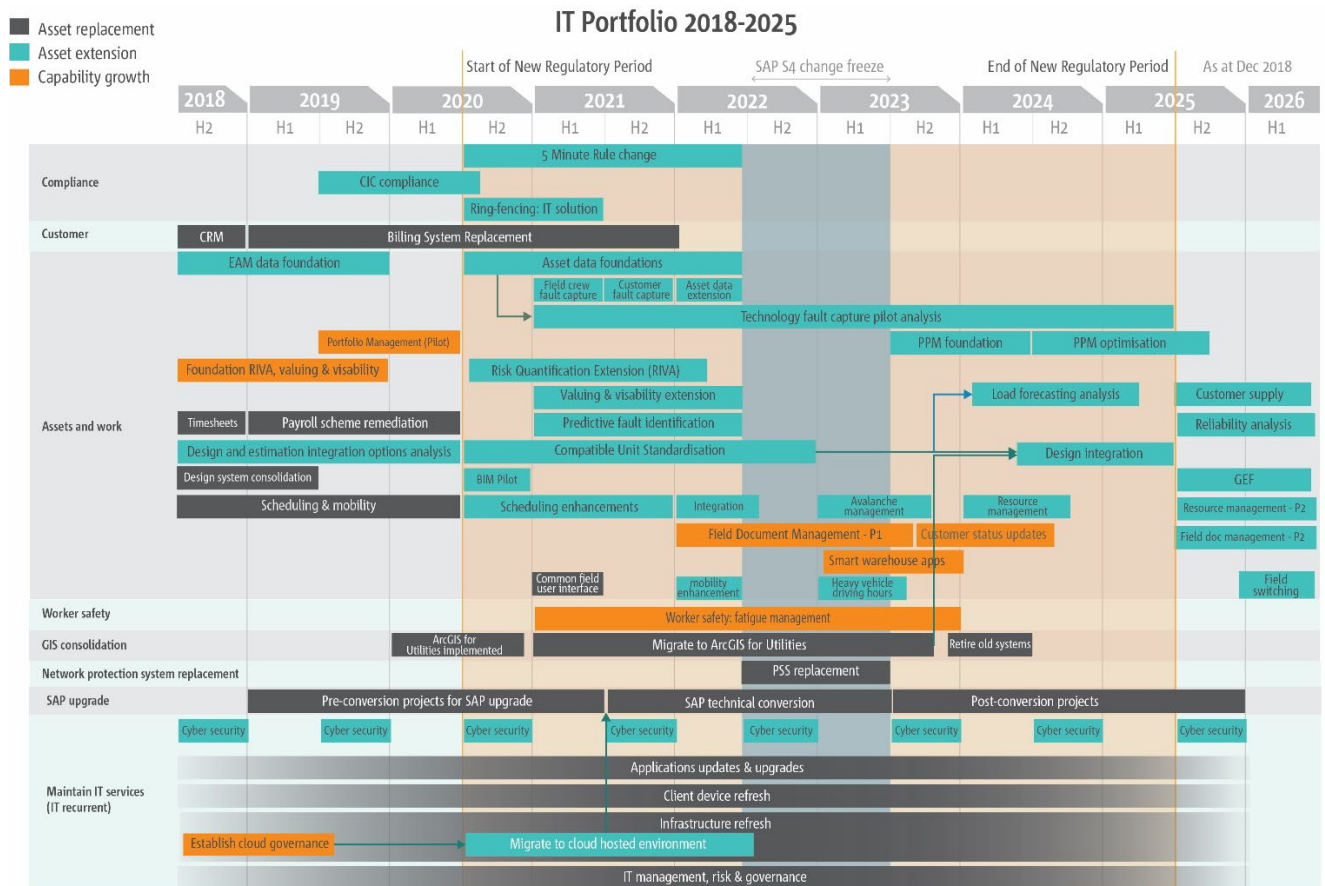 IT Portfolio 2018-2025
Asset replacement
Asset extension
Capability growth
Start of New Regulatory Period
SAP S4 change freeze
End of New Regulatory Period
As at Dec 2018
2018 2019 2020 2021 2022 2023 2024 2025 2026
H2 H1 H2 H1 H2 H1 H2 H1 H2 H1 H2 H1 H2 H1 H2 H1
Compliance
5 Minute Rule change
CIC compliance
Ring-fencing: IT solution
Customer
CRM
Billing System Replacement
Assets and work
EAM data foundation
Asset data foundations
Field crew
fault capture
Customer
fault capture
Asset data
extension
Technology fault capture pilot analysis
Portfolio Management (Pilot)
PPM foundation
PPM optimisation
Foundation RIVA, valuing & visability
Risk Quantification Extension (RIVA)
Valuing & visability extension
Load forecasting analysis
Customer supply
Timesheets
Payroll scheme remediation
Predictive fault identification
Reliability analysis
Design and estimation integration options analysis
Compatible Unit Standardisation
Design integration
Design system consolidation
BIM Pilot
GEF
Scheduling & mobility
Scheduling enhancements
Integration
Avalanche
management
Resource
management
Resource management - P2
Field Document Management - P1
Customer status updates
Field doc management - P2
Smart warehouse apps
Common field
user interface
mobility
enhancement
Heavy vehicle
driving hours
Field
switching
Worker safety
Worker safety: fatigue management
GIS consolidation
ArcGIS for
Utilities implemented
Migrate to ArcGIS for Utilities
Retire old systems
Network protection system replacement
PSS replacement
SAP upgrade
Pre-conversion projects for SAP upgrade
SAP technical conversion
Post-conversion projects
Cyber security
Cyber security
Cyber security
Cyber security
Cyber security
Cyber security
Cyber security
Cyber security
Maintain IT services
(IT recurrent)
Applications updates & upgrades
Client device refresh
Infrastructure refresh
Establish cloud governance
Migrate to cloud hosted environment
IT management, risk & governance